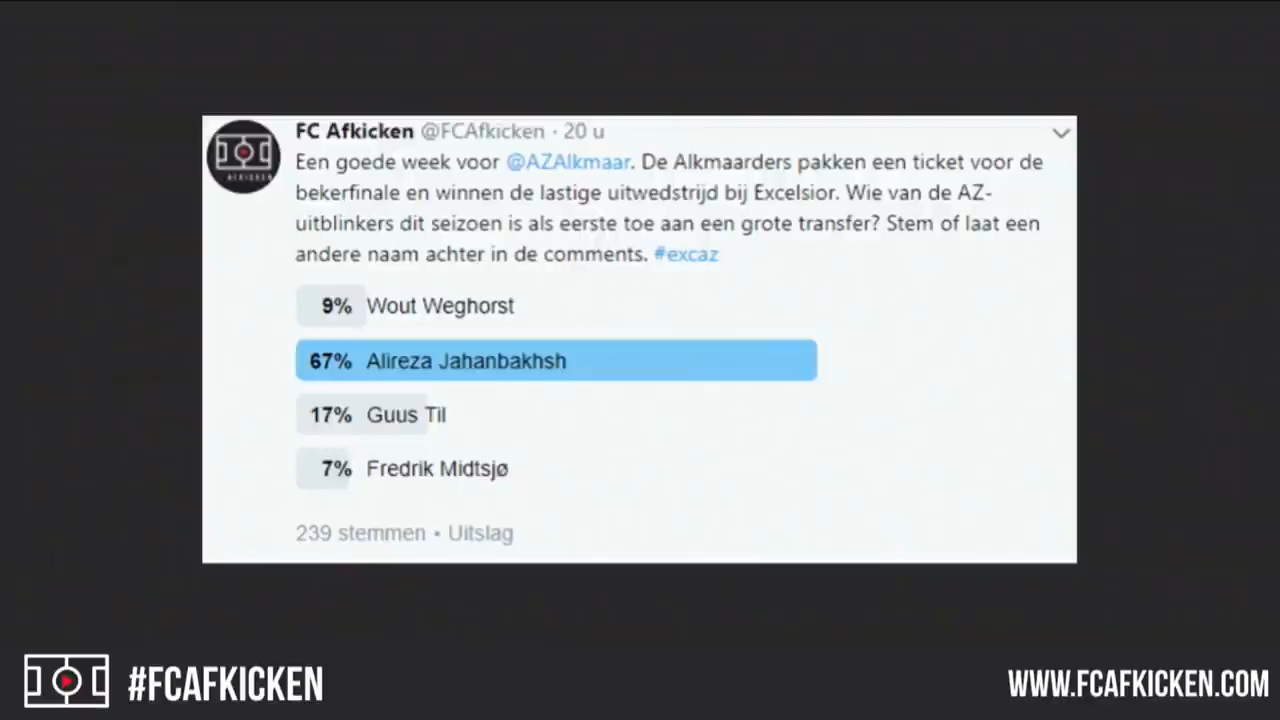 FC Afkicken @FCAfkicken · 20 u
Een goede week voor @AZAlkmaar. De Alkmaarders pakken een ticket voor de
bekerfinale en winnen de lastige uitwedstrijd bij Excelsior. Wie van de AZ-
uitblinkers dit seizoen is als eerste toe aan een grote transfer? Stem of laat een
andere naam achter in de comments. #excaz
9% Wout Weghorst
67% Alireza Jahanbakhsh
17% Guus Til
7% Fredrik Midtsjø
239 stemmen • Uitslag
AFKICKEN
#FCAFKICKEN
WWW.FCAFKICKEN.COM